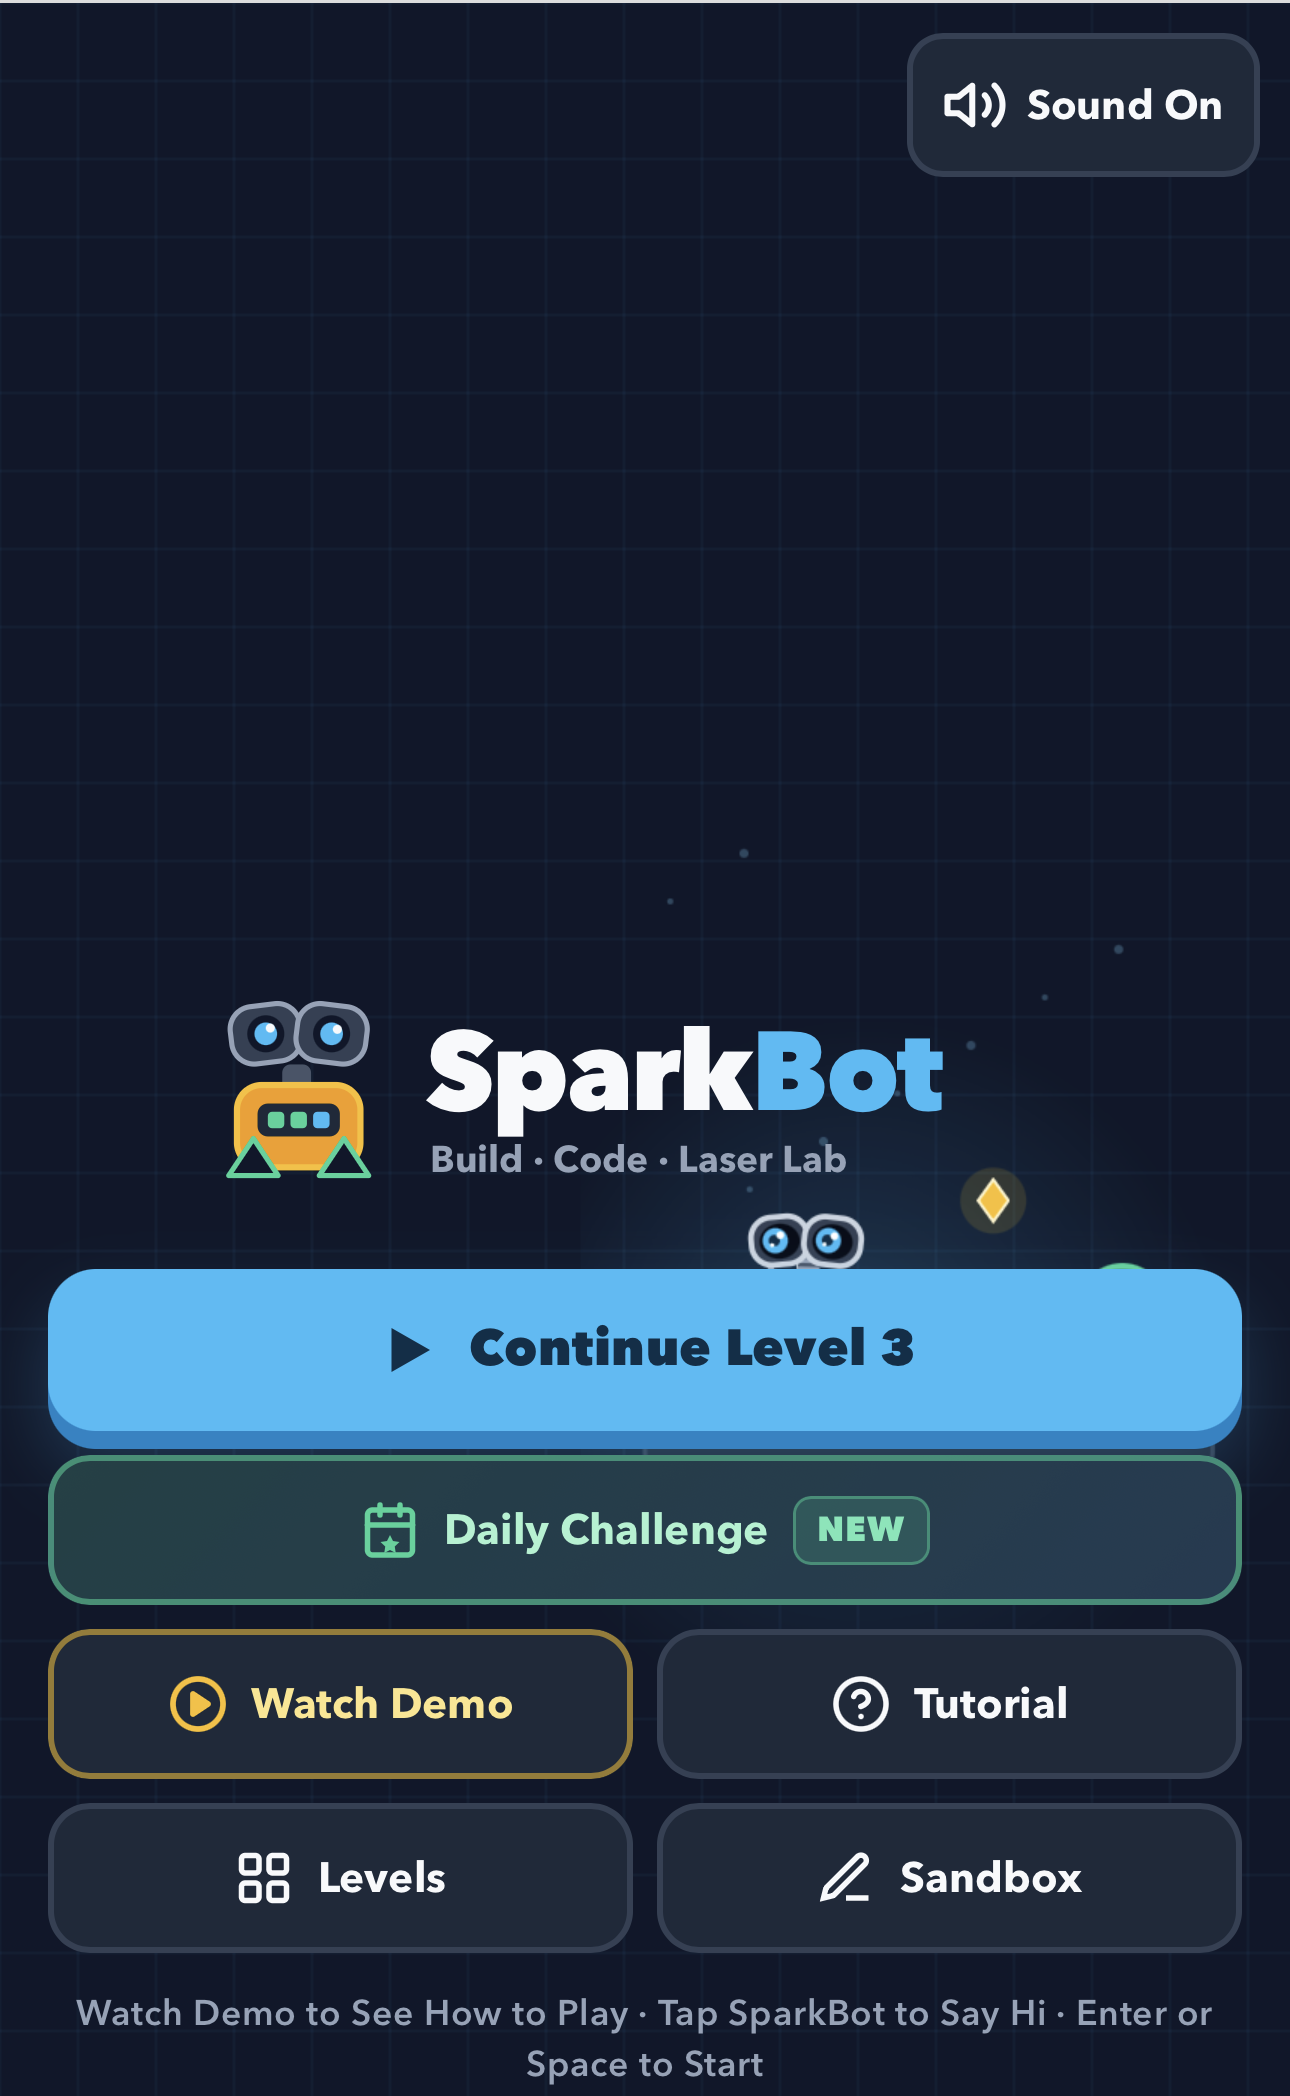 Sound On
SparkBot
Build · Code · Laser Lab
Continue Level 3
Daily Challenge NEW
Watch Demo
Tutorial
Levels
Sandbox
Watch Demo to See How to Play · Tap SparkBot to Say Hi · Enter or
Space to Start